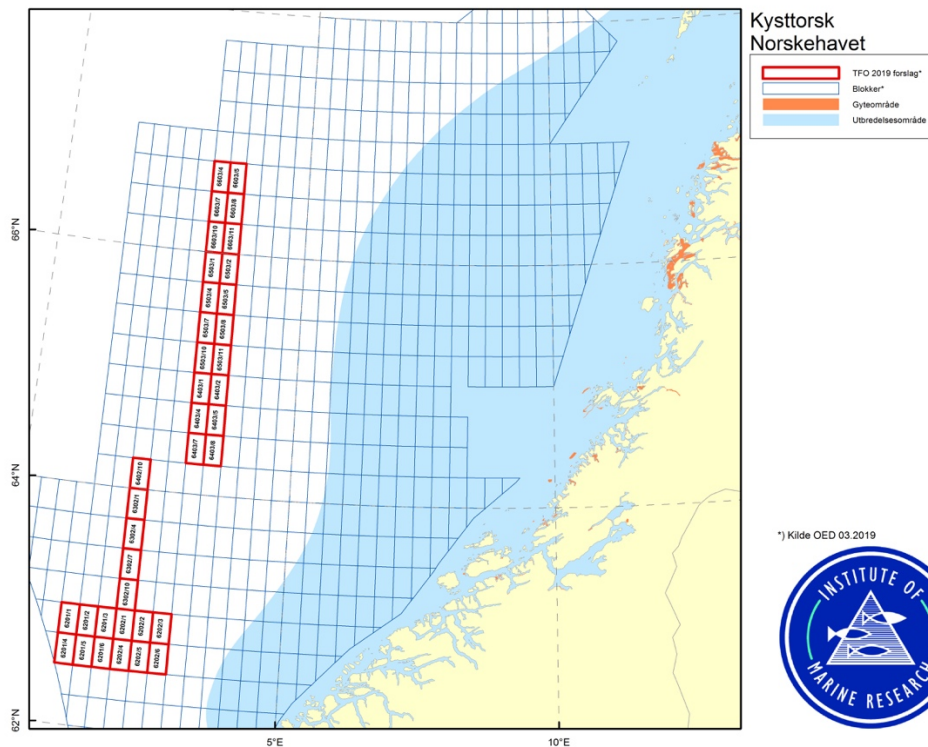 Kysttorsk
Norskehavet
TFO 2019 forslag*
Blokker*
Gyteområde
Utbredelsesområde
66°N
64°N
62°N
5°E
10°E
6603/4 6603/5
6603/7 6603/8
6603/10 6603/11
6503/1 6503/2
6503/4 6503/5
6503/7 6503/8
6503/10 6503/11
6403/1 6403/2
6403/4 6403/5
6403/7 6403/8
6402/10
6302/1
6302/4
6302/7
6302/10
6201/1 6201/2 6201/3 6202/1 6202/2 6202/3
6201/4 6201/5 6201/6 6202/4 6202/5 6202/6
*) Kilde OED 03.2019
INSTITUTE OF
MARINE RESEARCH